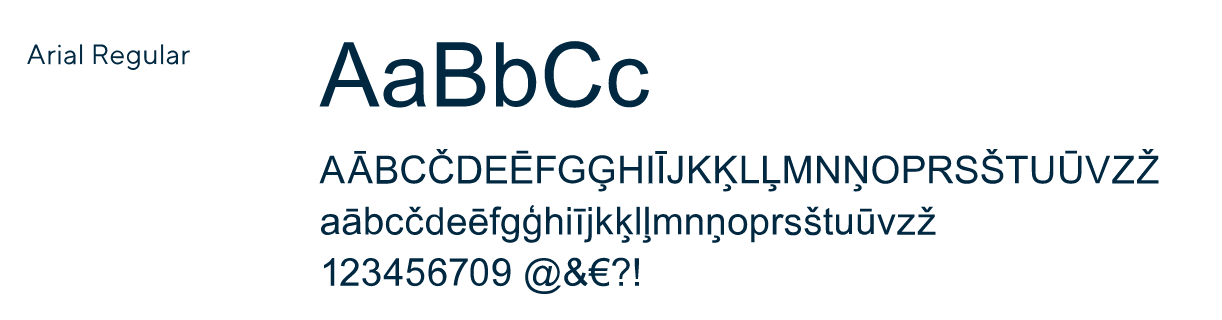 Arial Regular
AaBbCc
AĀBCČDEĒFGĢHIĪJKĶLĻMNŅOPRSŠTUŪVZŽ
aābcčdeēfgģhiījkķlļmnņoprsštuūvzž
123456709 @&€?!